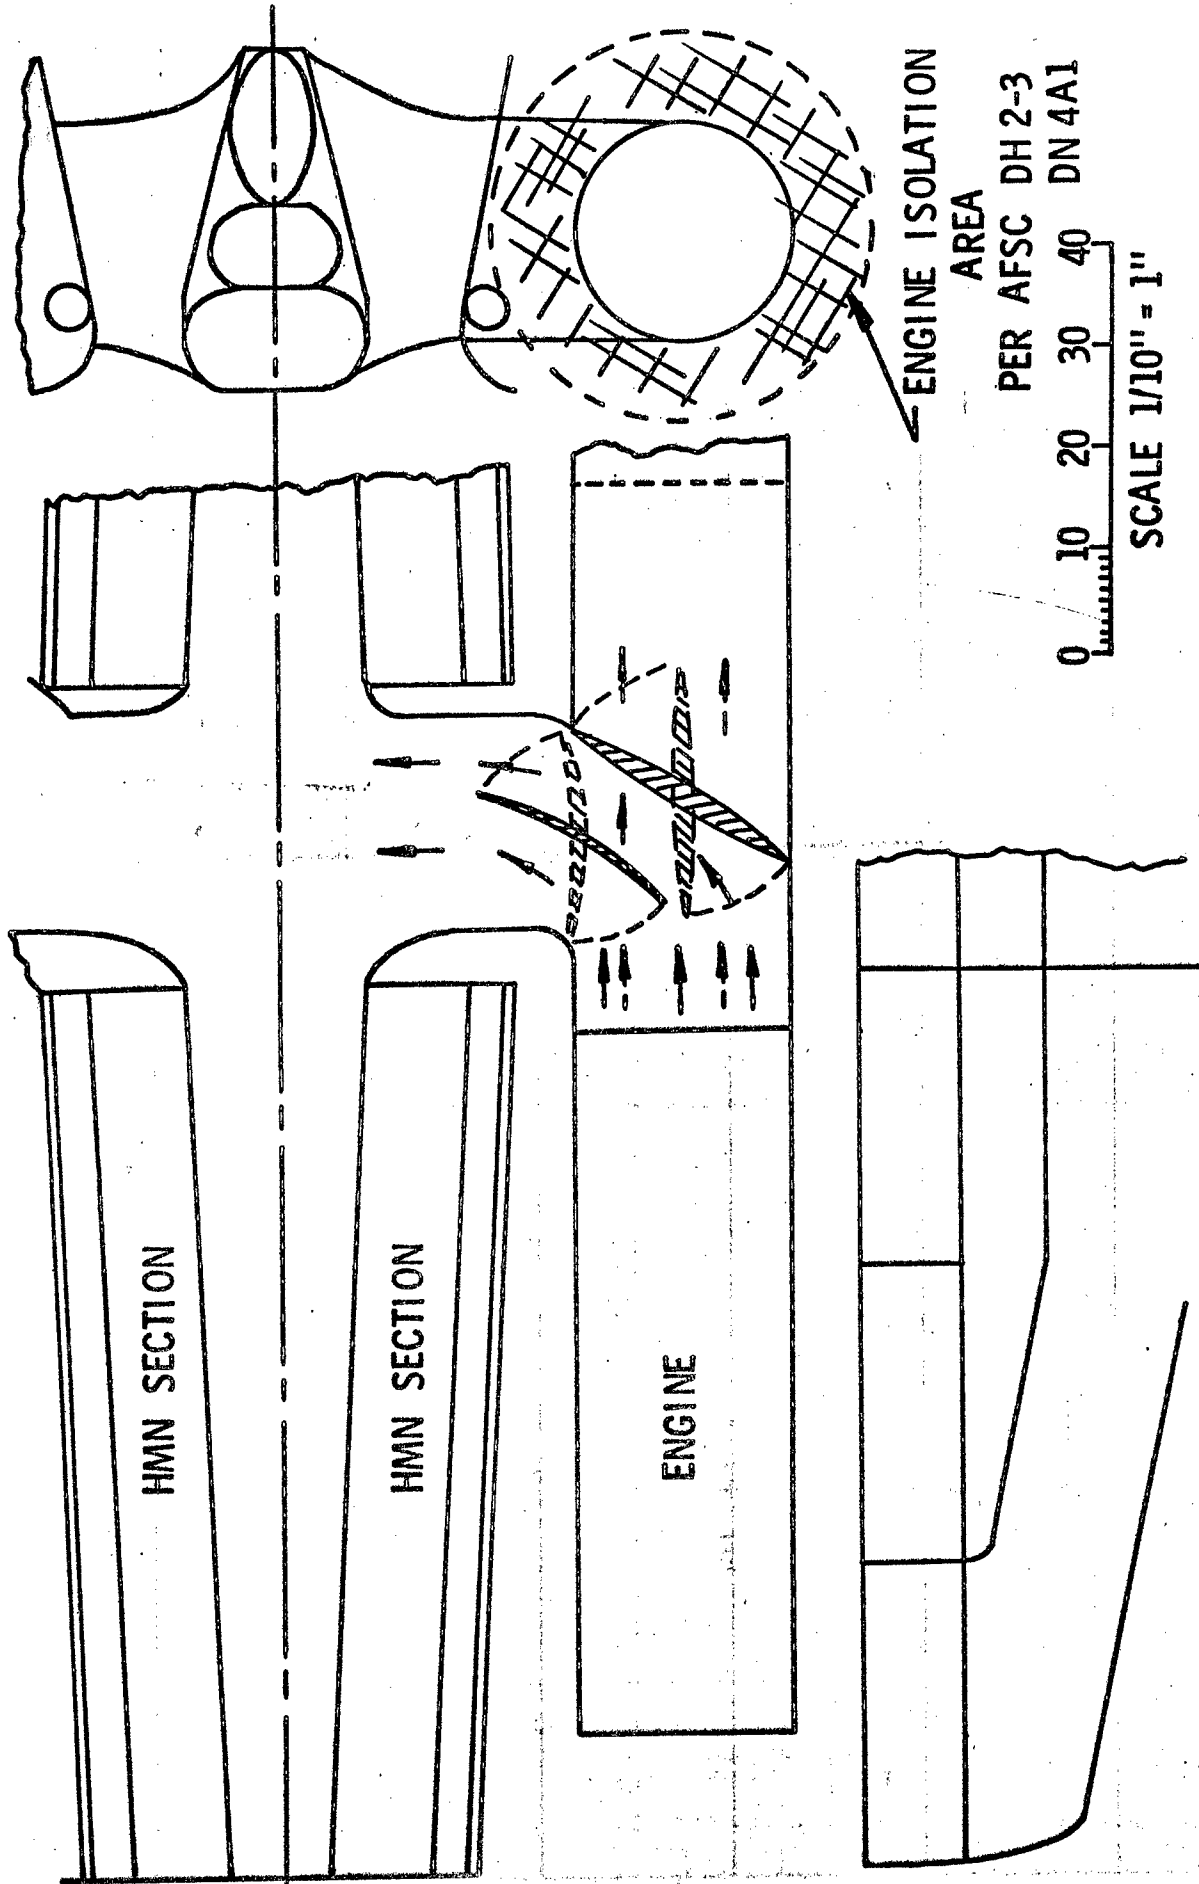 HMN SECTION
HMN SECTION
ENGINE
ENGINE ISOLATION
AREA
PER AFSC DH 2-3
DN 4A1
0 10 20 30 40
SCALE 1/10" = 1"